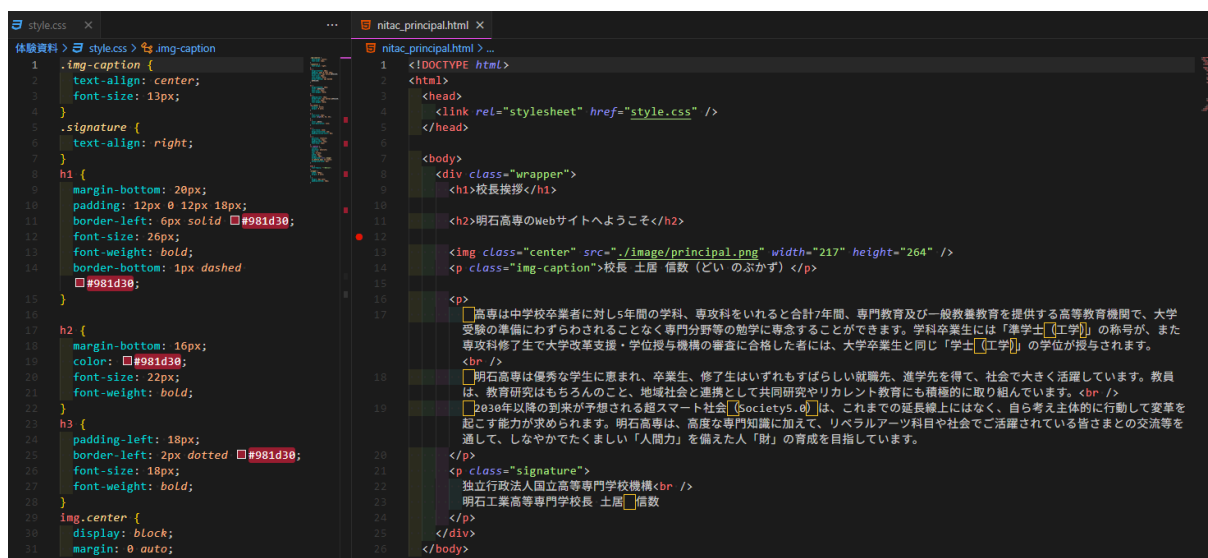 style.css
体験資料 > style.css > .img-caption
1 .img-caption {
2 text-align: center;
3 font-size: 13px;
4 }
5 .signature {
6 text-align: right;
7 }
8 h1 {
9 margin-bottom: 20px;
10 padding: 12px 0 12px 18px;
11 border-left: 6px solid #981d30;
12 font-size: 26px;
13 font-weight: bold;
14 border-bottom: 1px dashed
#981d30;
15 }
16
17 h2 {
18 margin-bottom: 16px;
19 color: #981d30;
20 font-size: 22px;
21 font-weight: bold;
22 }
23 h3 {
24 padding-left: 18px;
25 border-left: 2px dotted #981d30;
26 font-size: 18px;
27 font-weight: bold;
28 }
29 img.center {
30 display: block;
31 margin: 0 auto;
nitac_principal.html
nitac_principal.html > ...
1 <!DOCTYPE html>
2 <html>
3 <head>
4 <link rel="stylesheet" href="style.css" />
5 </head>
6
7 <body>
8 <div class="wrapper">
9 <h1>校長挨拶</h1>
10
11 <h2>明石高専のWebサイトへようこそ</h2>
12
13 <img class="center" src="./image/principal.png" width="217" height="264" />
14 <p class="img-caption">校長 土居 信数（どい のぶかず）</p>
15
16 <p>
17 　高専は中学校卒業者に対し5年間の学科、専攻科をいれると合計7年間、専門教育及び一般教養教育を提供する高等教育機関で、大学
受験の準備にわずらわされることなく専門分野等の勉学に専念することができます。学科卒業生には「準学士（工学）」の称号が、また
専攻科修了生で大学改革支援・学位授与機構の審査に合格した者には、大学卒業生と同じ「学士（工学）」の学位が授与されます。
<br />
18 　明石高専は優秀な学生に恵まれ、卒業生、修了生はいずれもすばらしい就職先、進学先を得て、社会で大きく活躍しています。教員
は、教育研究はもちろんのこと、地域社会と連携として共同研究やリカレント教育にも積極的に取り組んでいます。<br />
19 　2030年以降の到来が予想される超スマート社会（Society5.0）は、これまでの延長線上にはなく、自ら考え主体的に行動して変革を
起こす能力が求められます。明石高専は、高度な専門知識に加えて、リベラルアーツ科目や社会でご活躍されている皆さまとの交流等を
通して、しなやかでたくましい「人間力」を備えた人「財」の育成を目指しています。
20 </p>
21 <p class="signature">
22 独立行政法人国立高等専門学校機構<br />
23 明石工業高等専門学校長 土居　信数
24 </p>
25 </div>
26 </body>